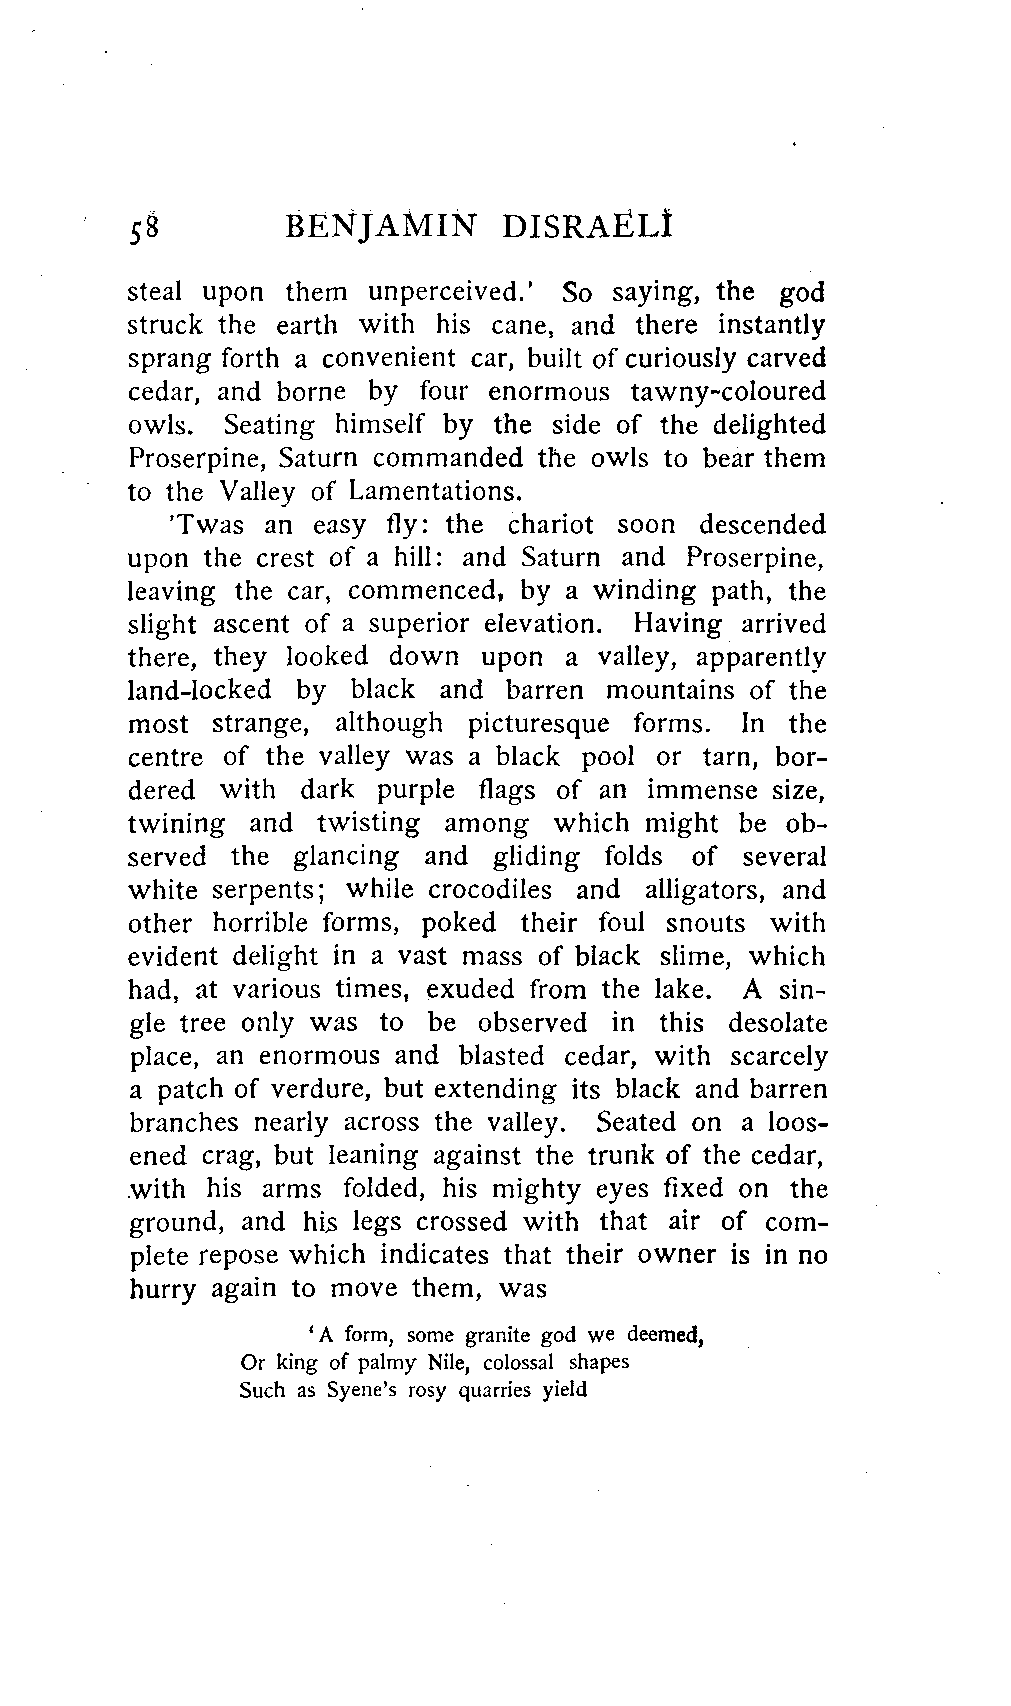 58 BENJAMIN DISRAELI
steal upon them unperceived.' So saying, the god
struck the earth with his cane, and there instantly
sprang forth a convenient car, built of curiously carved
cedar, and borne by four enormous tawny-coloured
owls. Seating himself by the side of the delighted
Proserpine, Saturn commanded the owls to bear them
to the Valley of Lamentations.
'Twas an easy fly: the chariot soon descended
upon the crest of a hill: and Saturn and Proserpine,
leaving the car, commenced, by a winding path, the
slight ascent of a superior elevation. Having arrived
there, they looked down upon a valley, apparently
land-locked by black and barren mountains of the
most strange, although picturesque forms. In the
centre of the valley was a black pool or tarn, bor-
dered with dark purple flags of an immense size,
twining and twisting among which might be ob-
served the glancing and gliding folds of several
white serpents; while crocodiles and alligators, and
other horrible forms, poked their foul snouts with
evident delight in a vast mass of black slime, which
had, at various times, exuded from the lake. A sin-
gle tree only was to be observed in this desolate
place, an enormous and blasted cedar, with scarcely
a patch of verdure, but extending its black and barren
branches nearly across the valley. Seated on a loos-
ened crag, but leaning against the trunk of the cedar,
with his arms folded, his mighty eyes fixed on the
ground, and his legs crossed with that air of com-
plete repose which indicates that their owner is in no
hurry again to move them, was
'A form, some granite god we deemed,
Or king of palmy Nile, colossal shapes
Such as Syene's rosy quarries yield